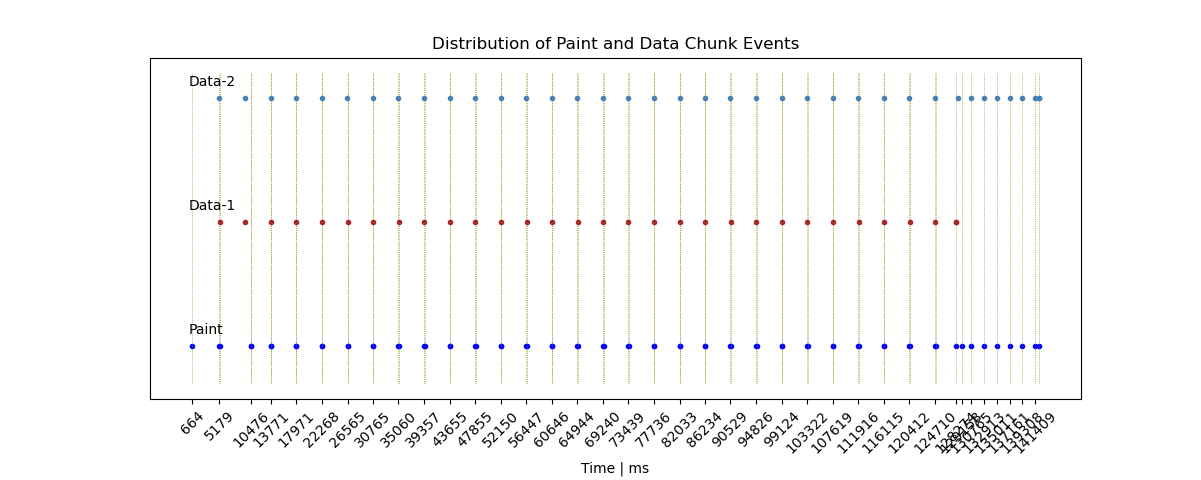 Distribution of Paint and Data Chunk Events
Data-2
Data-1
Paint
664 5179 10476 13771 17971 22268 26565 30765 35060 39357 43655 47855 52150 56447 60646 64944 69240 73439 77736 82033 86234 90529 94826 99124 103322 107619 111916 116115 120412 124710 139308 141409
Time | ms